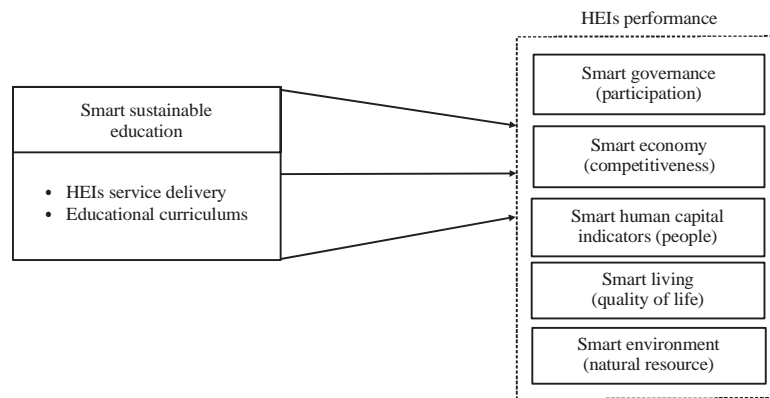 HEIs performance
Smart sustainable
education
• HEIs service delivery
• Educational curriculums
Smart governance
(participation)
Smart economy
(competitiveness)
Smart human capital
indicators (people)
Smart living
(quality of life)
Smart environment
(natural resource)